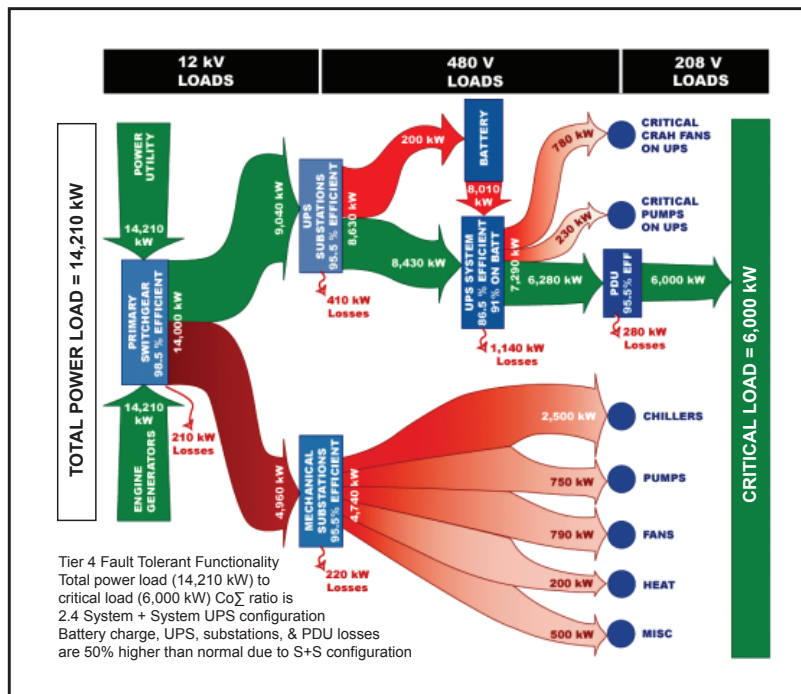 12 kV
LOADS
480 V
LOADS
208 V
LOADS
TOTAL POWER LOAD = 14,210 kW
POWER
UTILITY
14,210
kW
PRIMARY
SWITCHGEAR
98.5 % EFFICIENT
14,000 kW
14,210
kW
ENGINE
GENERATORS
210 kW
Losses
9,040 kW
4,960 kW
UPS
SUBSTATIONS
95.5 % EFFICIENT
8,630 kW
410 kW
Losses
200 kW
BATTERY
8,010
kW
8,430 kW
UPS SYSTEM
86.5 % EFFICIENT
91% ON BATT
7,290 kW
1,140 kW
Losses
780 kW
CRITICAL
CRAH FANS
ON UPS
230 kW
CRITICAL
PUMPS
ON UPS
6,280 kW
PDU
95.5% EFF
280 kW
Losses
6,000 kW
CRITICAL LOAD = 6,000 kW
MECHANICAL
SUBSTATIONS
95.5% EFFICIENT
4,740 kW
220 kW
Losses
2,500 kW
CHILLERS
750 kW
PUMPS
790 kW
FANS
200 kW
HEAT
500 kW
MISC
Tier 4 Fault Tolerant Functionality
Total power load (14,210 kW) to
critical load (6,000 kW) Co∑ ratio is
2.4 System + System UPS configuration
Battery charge, UPS, substations, & PDU losses
are 50% higher than normal due to S+S configuration